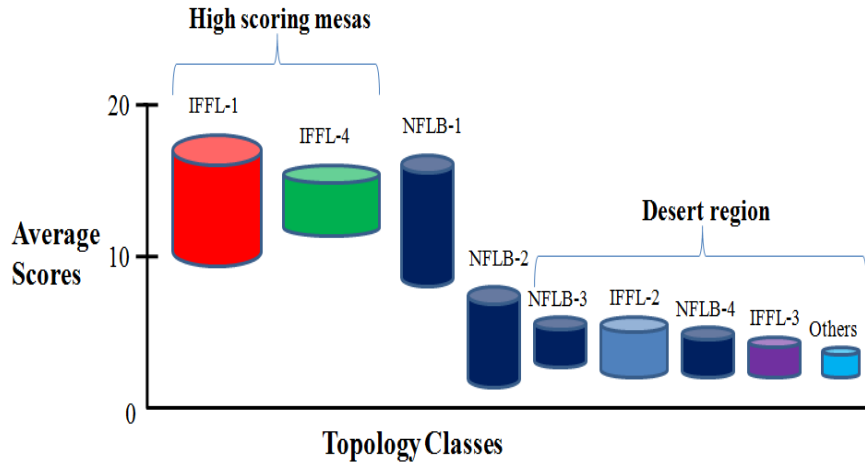 High scoring mesas
20
IFFL-1
IFFL-4
NFLB-1
Desert region
Average
Scores
10
NFLB-2
NFLB-3
IFFL-2
NFLB-4
IFFL-3
Others
0
Topology Classes